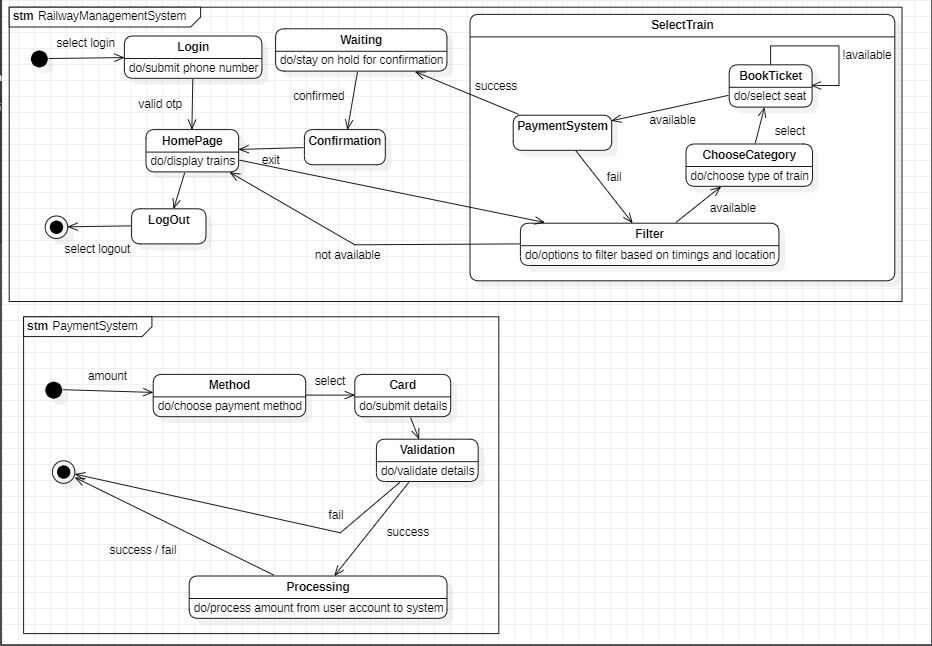 stm RailwayManagementSystem
SelectTrain
select login
Login
do/submit phone number
Waiting
do/stay on hold for confirmation
BookTicket
do/select seat
!available
success
valid otp
confirmed
PaymentSystem
available
select
HomePage
do/display trains
exit
Confirmation
ChooseCategory
do/choose type of train
fail
available
LogOut
select logout
not available
Filter
do/options to filter based on timings and location
stm PaymentSystem
amount
Method
do/choose payment method
select
Card
do/submit details
Validation
do/validate details
fail
success
success / fail
Processing
do/process amount from user account to system